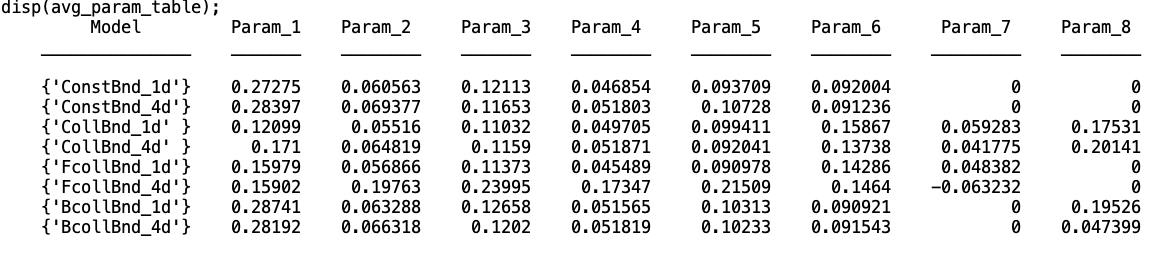 disp(avg_param_table);
Model Param_1 Param_2 Param_3 Param_4 Param_5 Param_6 Param_7 Param_8
{'ConstBnd_1d'} 0.27275 0.060563 0.12113 0.046854 0.093709 0.092004 0 0
{'ConstBnd_4d'} 0.28397 0.069377 0.11653 0.051803 0.10728 0.091236 0 0
{'CollBnd_1d' } 0.12099 0.05516 0.11032 0.049705 0.099411 0.15867 0.059283 0.17531
{'CollBnd_4d' } 0.171 0.064819 0.1159 0.051871 0.092041 0.13738 0.041775 0.20141
{'FcollBnd_1d'} 0.15979 0.056866 0.11373 0.045489 0.090978 0.14286 0.048382 0
{'FcollBnd_4d'} 0.15902 0.19763 0.23995 0.17347 0.21509 0.1464 -0.063232 0
{'BcollBnd_1d'} 0.28741 0.063288 0.12658 0.051565 0.10313 0.090921 0 0.19526
{'BcollBnd_4d'} 0.28192 0.066318 0.1202 0.051819 0.10233 0.091543 0 0.047399